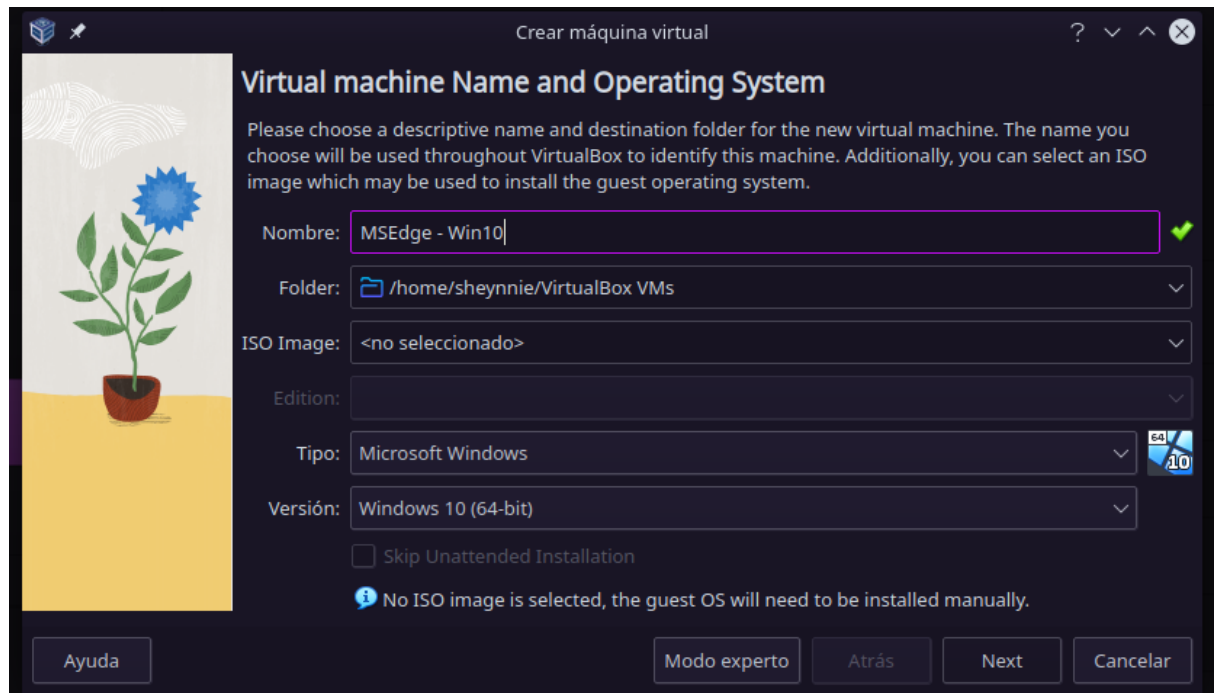 Crear máquina virtual
Virtual machine Name and Operating System
Please choose a descriptive name and destination folder for the new virtual machine. The name you
choose will be used throughout VirtualBox to identify this machine. Additionally, you can select an ISO
image which may be used to install the guest operating system.
Nombre: MSEdge - Win10
Folder: /home/sheynnie/VirtualBox VMs
ISO Image: <no seleccionado>
Edition:
Tipo: Microsoft Windows
64
10
Versión: Windows 10 (64-bit)
Skip Unattended Installation
No ISO image is selected, the guest OS will need to be installed manually.
Ayuda Modo experto Atrás Next Cancelar